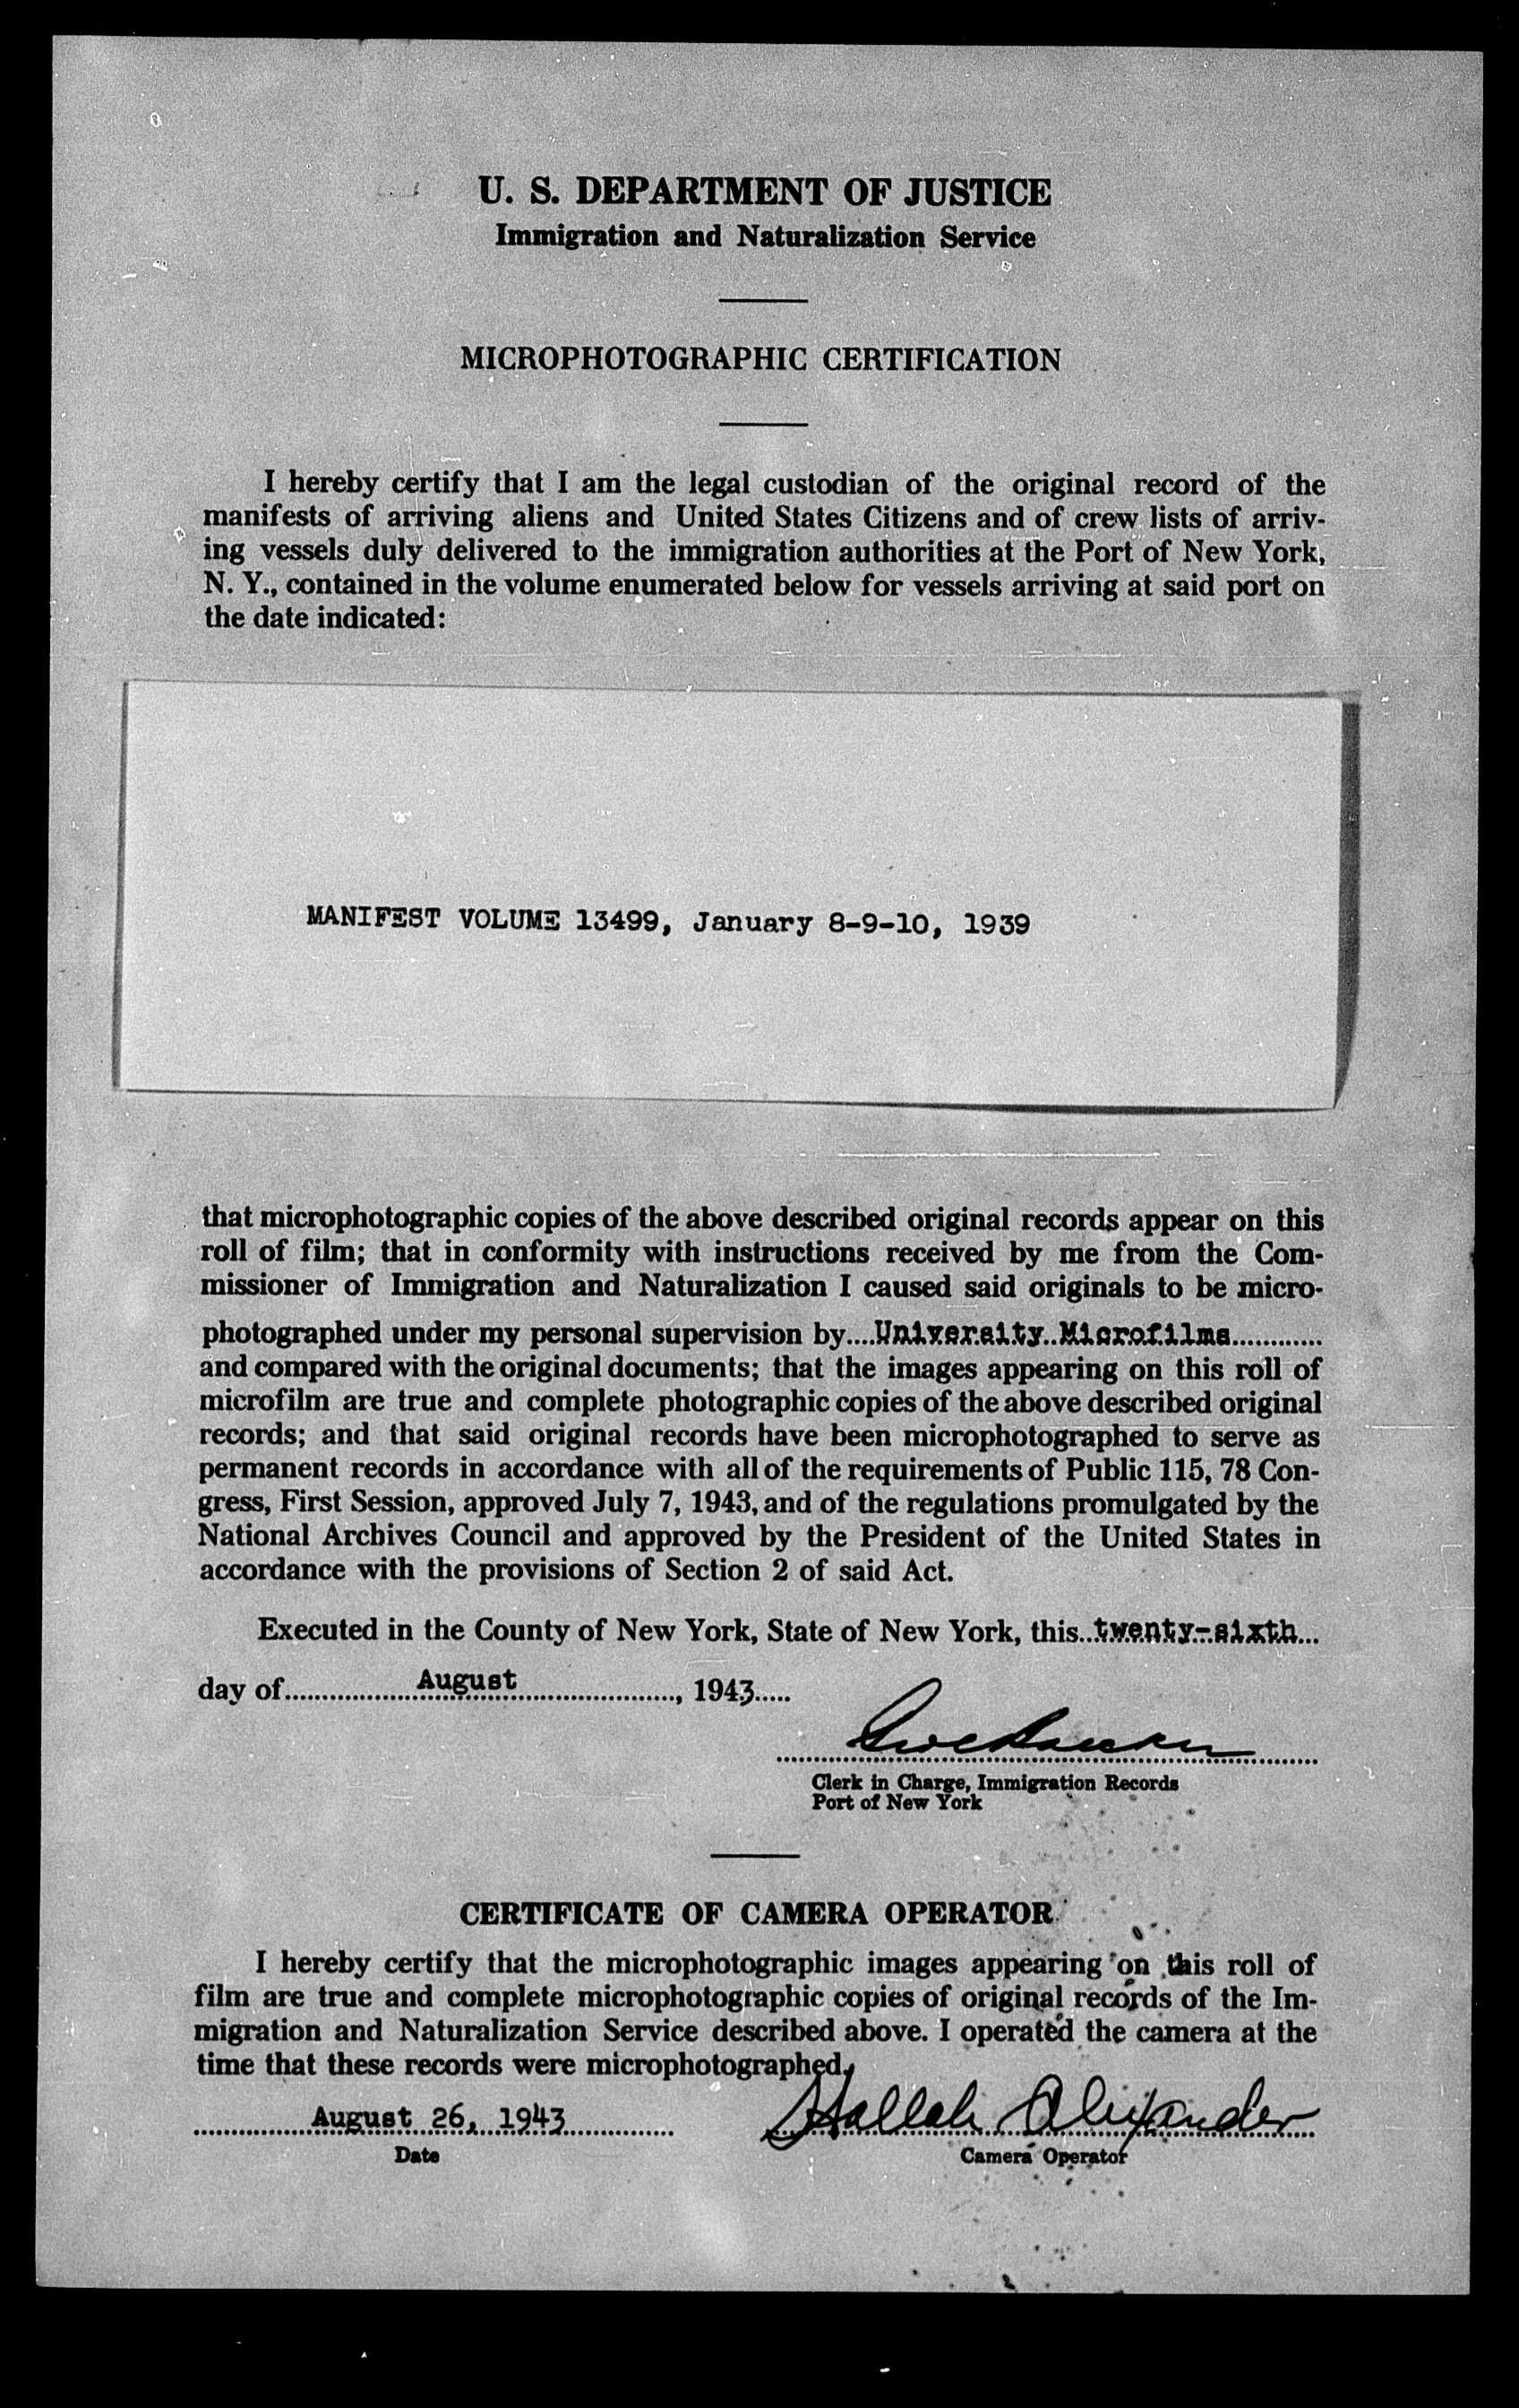 U. S. DEPARTMENT OF JUSTICE
Immigration and Naturalization Service
MICROPHOTOGRAPHIC CERTIFICATION
I hereby certify that I am the legal custodian of the original record of the
manifests of arriving aliens and United States Citizens and of crew lists of arriv-
ing vessels duly delivered to the immigration authorities at the Port of New York,
N. Y., contained in the volume enumerated below for vessels arriving at said port on
the date indicated:
MANIFEST VOLUME 13499, January 8-9-10, 1939
that microphotographic copies of the above described original records appear on this
roll of film; that in conformity with instructions received by me from the Com-
missioner of Immigration and Naturalization I caused said originals to be micro-
photographed under my personal supervision by....University Microfilms............
and compared with the original documents; that the images appearing on this roll of
microfilm are true and complete photographic copies of the above described original
records; and that said original records have been microphotographed to serve as
permanent records in accordance with all of the requirements of Public 115, 78 Con-
gress, First Session, approved July 7, 1943, and of the regulations promulgated by the
National Archives Council and approved by the President of the United States in
accordance with the provisions of Section 2 of said Act.
Executed in the County of New York, State of New York, this..twenty-sixth...
day of..................August........................, 1943.....
Clerk in Charge, Immigration Records
Port of New York
CERTIFICATE OF CAMERA OPERATOR
I hereby certify that the microphotographic images appearing on this roll of
film are true and complete microphotographic copies of original records of the Im-
migration and Naturalization Service described above. I operated the camera at the
time that these records were microphotographed.
August 26, 1943 Alexander
Date Camera Operator